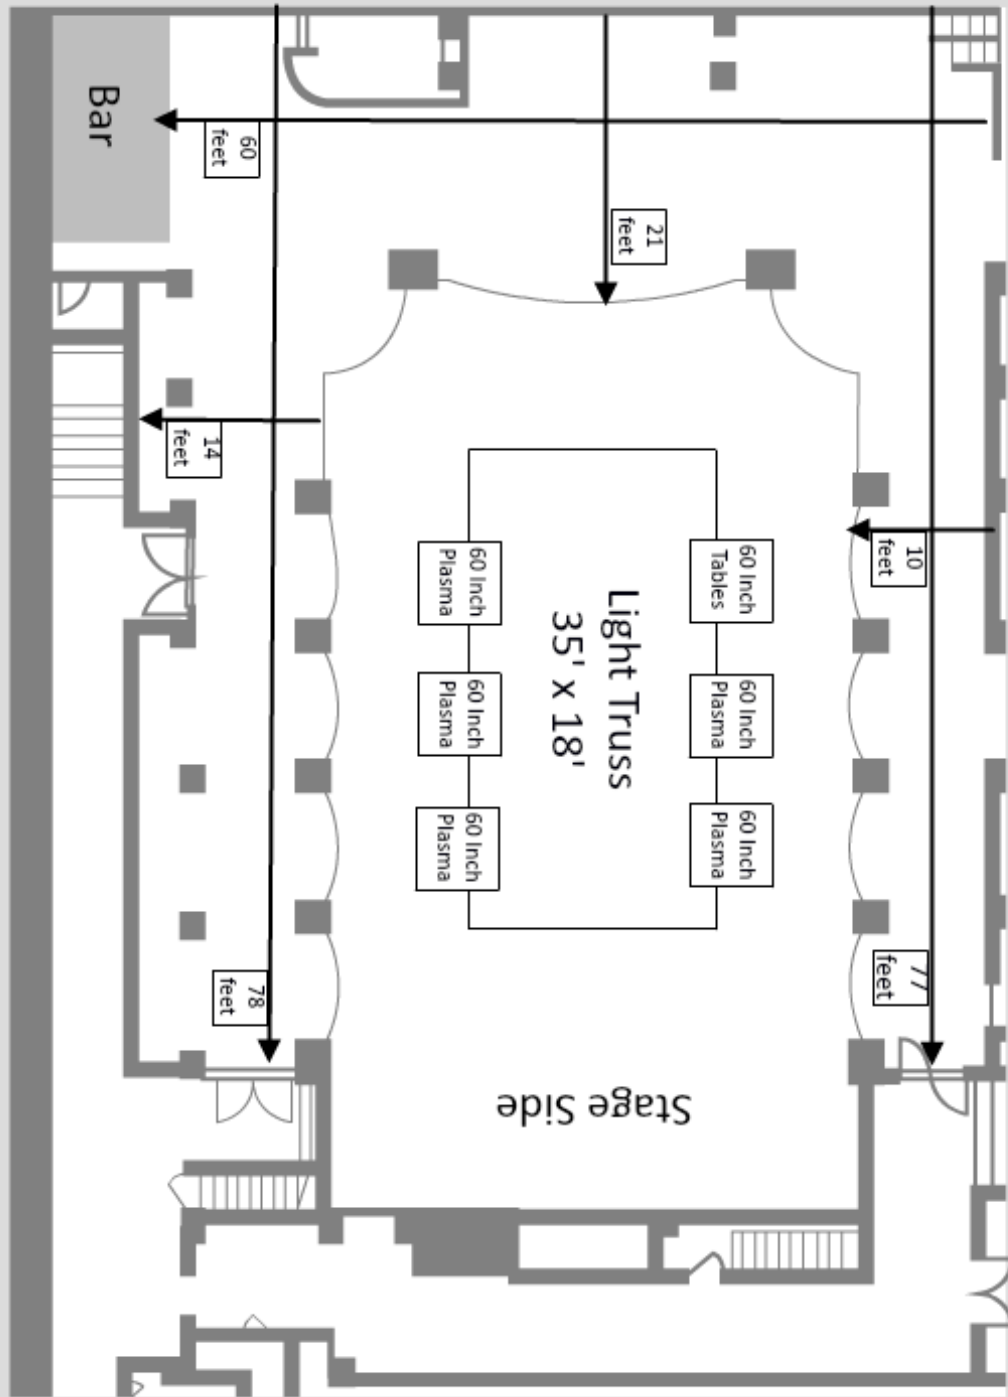 Bar
60
feet
21
feet
14
feet
10
feet
60 Inch
Plasma
60 Inch
Tables
Light Truss
35' x 18'
60 Inch
Plasma
60 Inch
Plasma
60 Inch
Plasma
60 Inch
Plasma
78
feet
77
feet
Stage Side